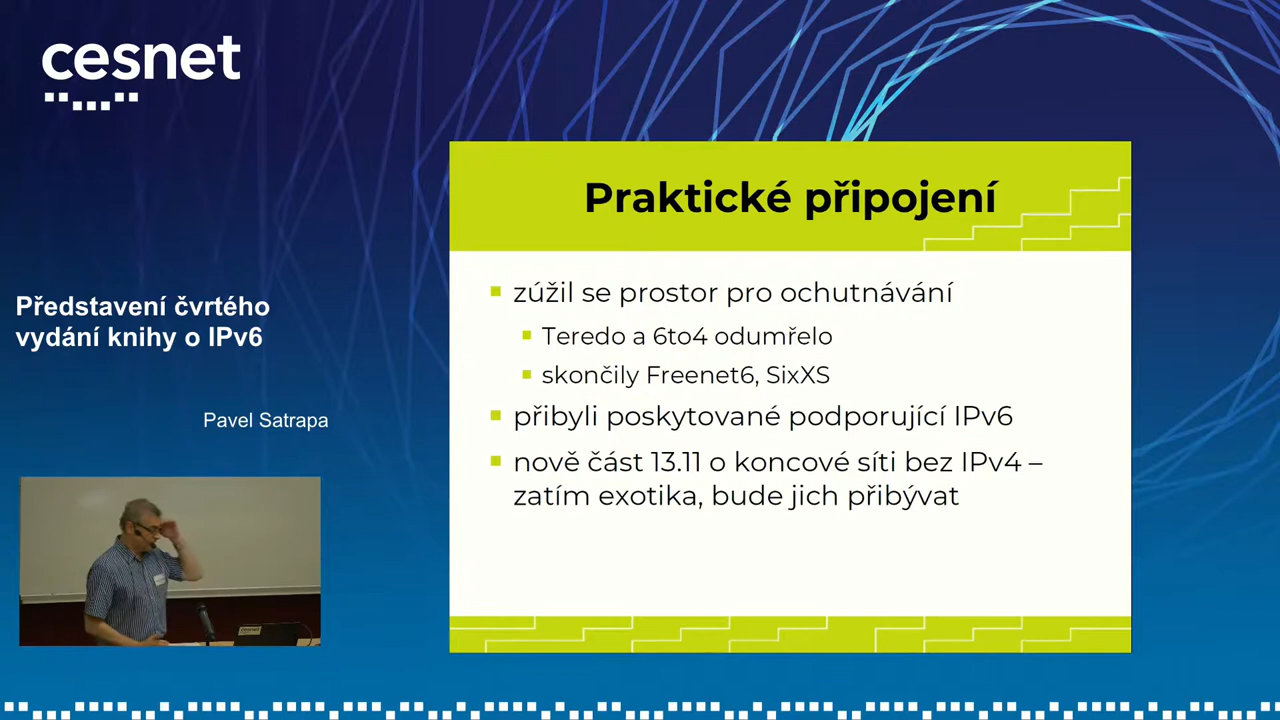 cesnet
Praktické připojení
zúžil se prostor pro ochutnávání
Teredo a 6to4 odumřelo
skončily Freenet6, SixXS
přibyli poskytované podporující IPv6
nově část 13.11 o koncové síti bez IPv4 –
zatím exotika, bude jich přibývat
Představení čtvrtého
vydání knihy o IPv6
Pavel Satrapa